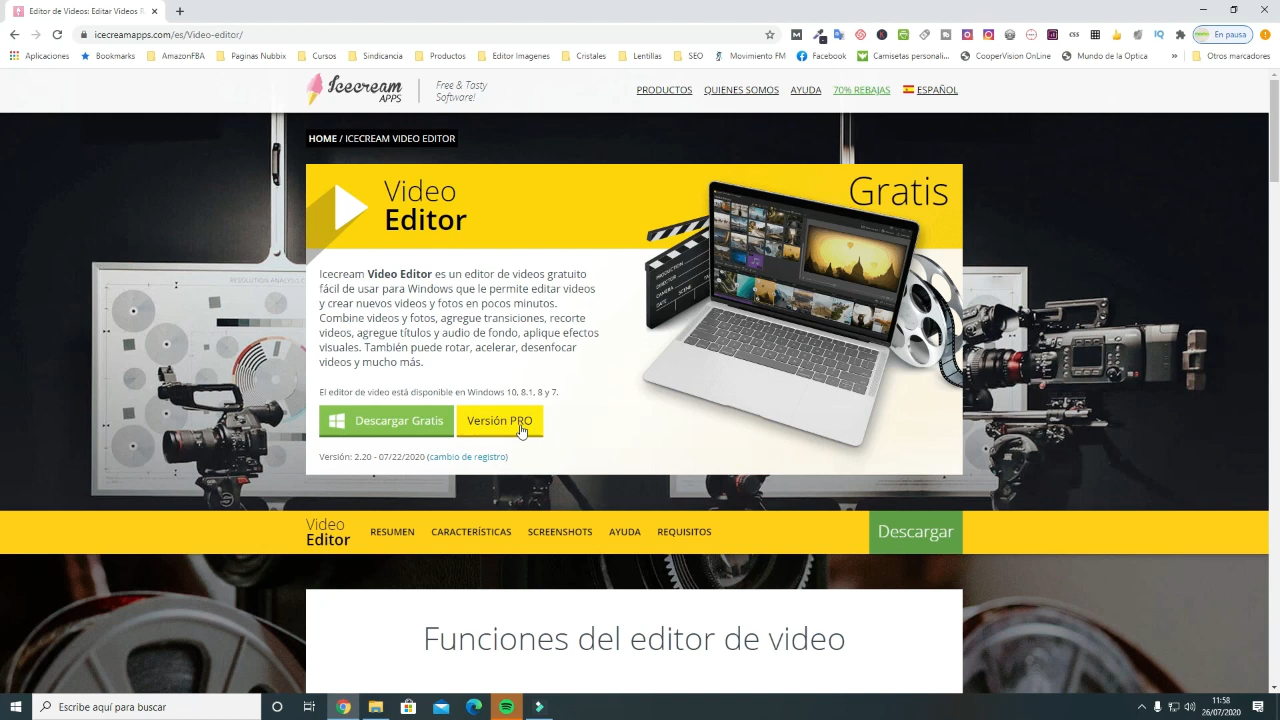 Editor de Videos: Editar Videos R
icecreamapps.com/es/Video-editor/
En pausa
Aplicaciones
Bookmarks
AmazonFBA
Paginas Nubbix
Cursos
Sindicancia
Productos
Editor Imagenes
Cristales
Lentillas
SEO
Movimiento FM
Facebook
Camisetas personali...
CooperVision Online
Mundo de la Optica
»
Otros marcadores
Icecream
APPS
Free & Tasty
Software!
PRODUCTOS
QUIENES SOMOS
AYUDA
70% REBAJAS
ESPAÑOL
HOME / ICECREAM VIDEO EDITOR
Video
Editor
Gratis
Icecream Video Editor es un editor de videos gratuito
fácil de usar para Windows que le permite editar videos
y crear nuevos videos y fotos en pocos minutos.
Combine videos y fotos, agregue transiciones, recorte
videos, agregue títulos y audio de fondo, aplique efectos
visuales. También puede rotar, acelerar, desenfocar
videos y mucho más.
El editor de video está disponible en Windows 10, 8.1, 8 y 7.
Descargar Gratis
Versión PRO
Versión: 2.20 - 07/22/2020 (cambio de registro)
Video
Editor
RESUMEN
CARACTERÍSTICAS
SCREENSHOTS
AYUDA
REQUISITOS
Descargar
Funciones del editor de video
Escribe aquí para buscar
11:58
26/07/2020